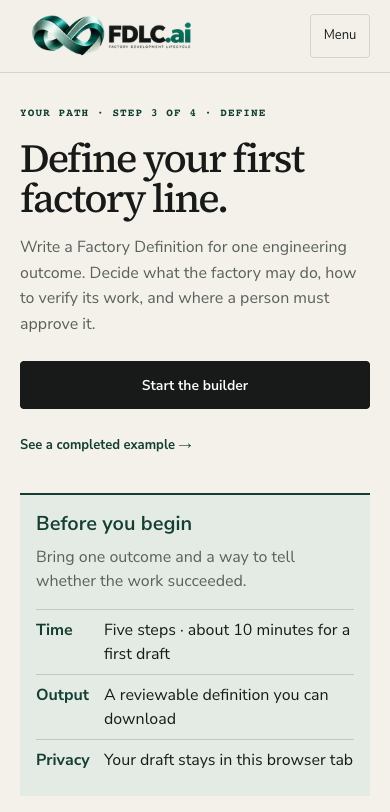 FDLC.ai
FACTORY DEVELOPMENT LIFECYCLE
Menu
YOUR PATH · STEP 3 OF 4 · DEFINE
Define your first
factory line.
Write a Factory Definition for one engineering
outcome. Decide what the factory may do, how
to verify its work, and where a person must
approve it.
Start the builder
See a completed example →
Before you begin
Bring one outcome and a way to tell
whether the work succeeded.
Time Five steps · about 10 minutes for a
first draft
Output A reviewable definition you can
download
Privacy Your draft stays in this browser tab